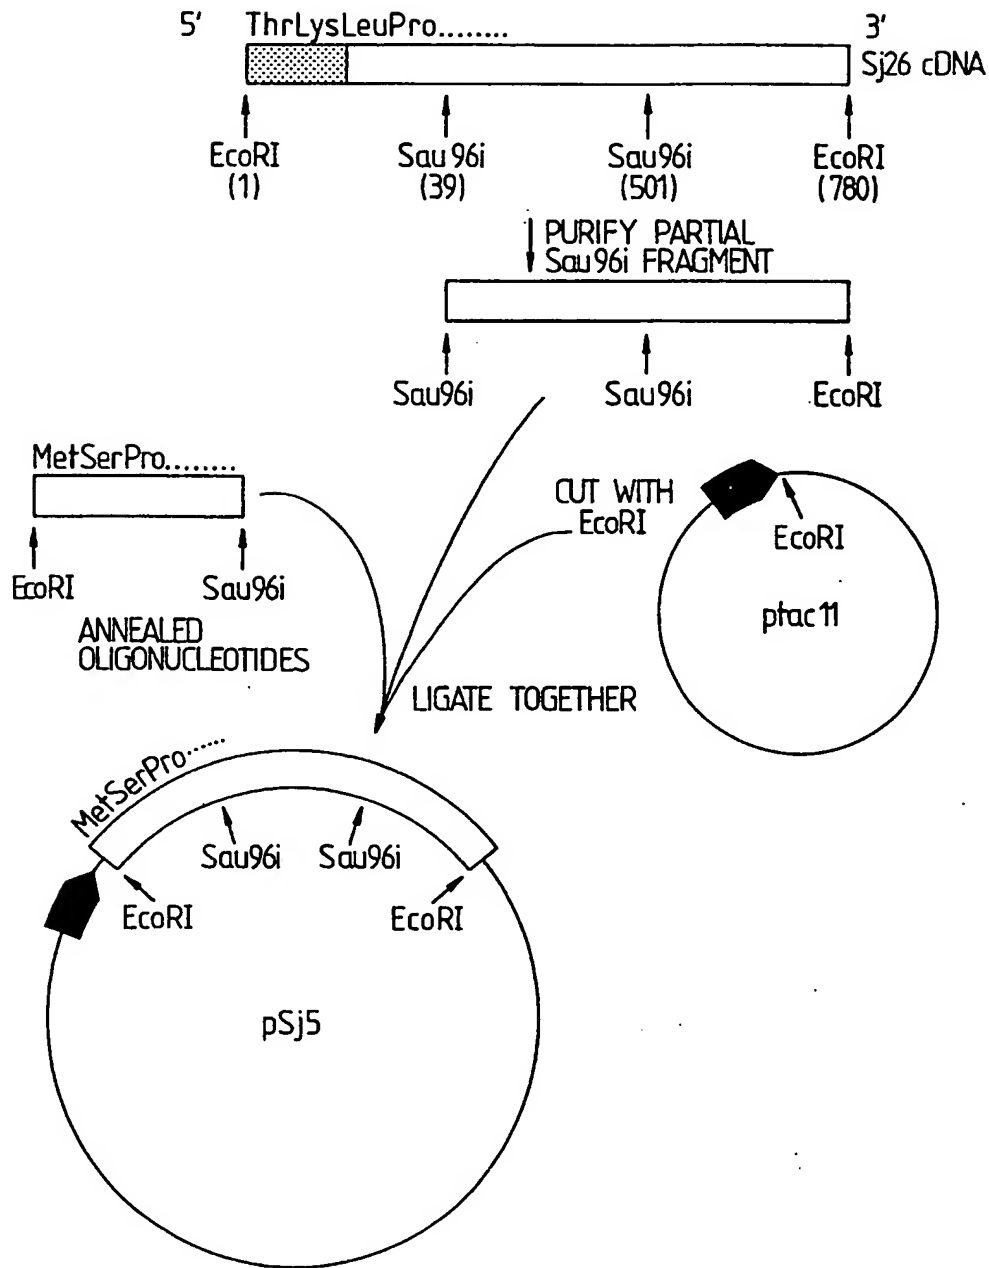 5' ThrLysLeuPro........ 3'
Sj26 cDNA
EcoRI Sau96i Sau96i EcoRI
(1) (39) (501) (780)
PURIFY PARTIAL
Sau96i FRAGMENT
Sau96i Sau96i EcoRI
MetSerPro........
EcoRI Sau96i
ANNEALED
OLIGONUCLEOTIDES
CUT WITH
EcoRI
EcoRI
ptac11
LIGATE TOGETHER
MetSerPro......
Sau96i Sau96i
EcoRI EcoRI
pSj5